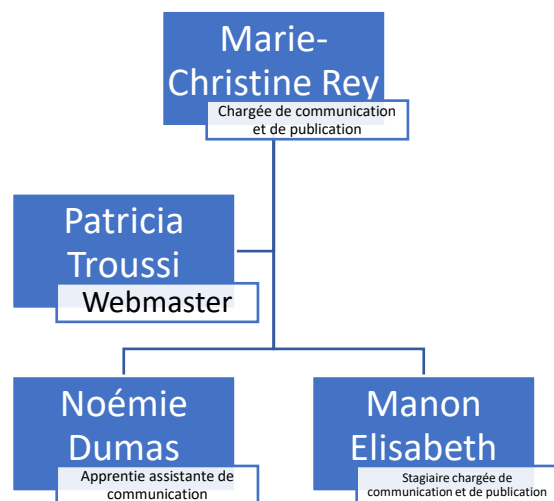 Marie-
Christine Rey
Chargée de communication
et de publication
Patricia
Troussi
Webmaster
Noémie
Dumas
Apprentie assistante de
communication
Manon
Elisabeth
Stagiaire chargée de
communication et de publication